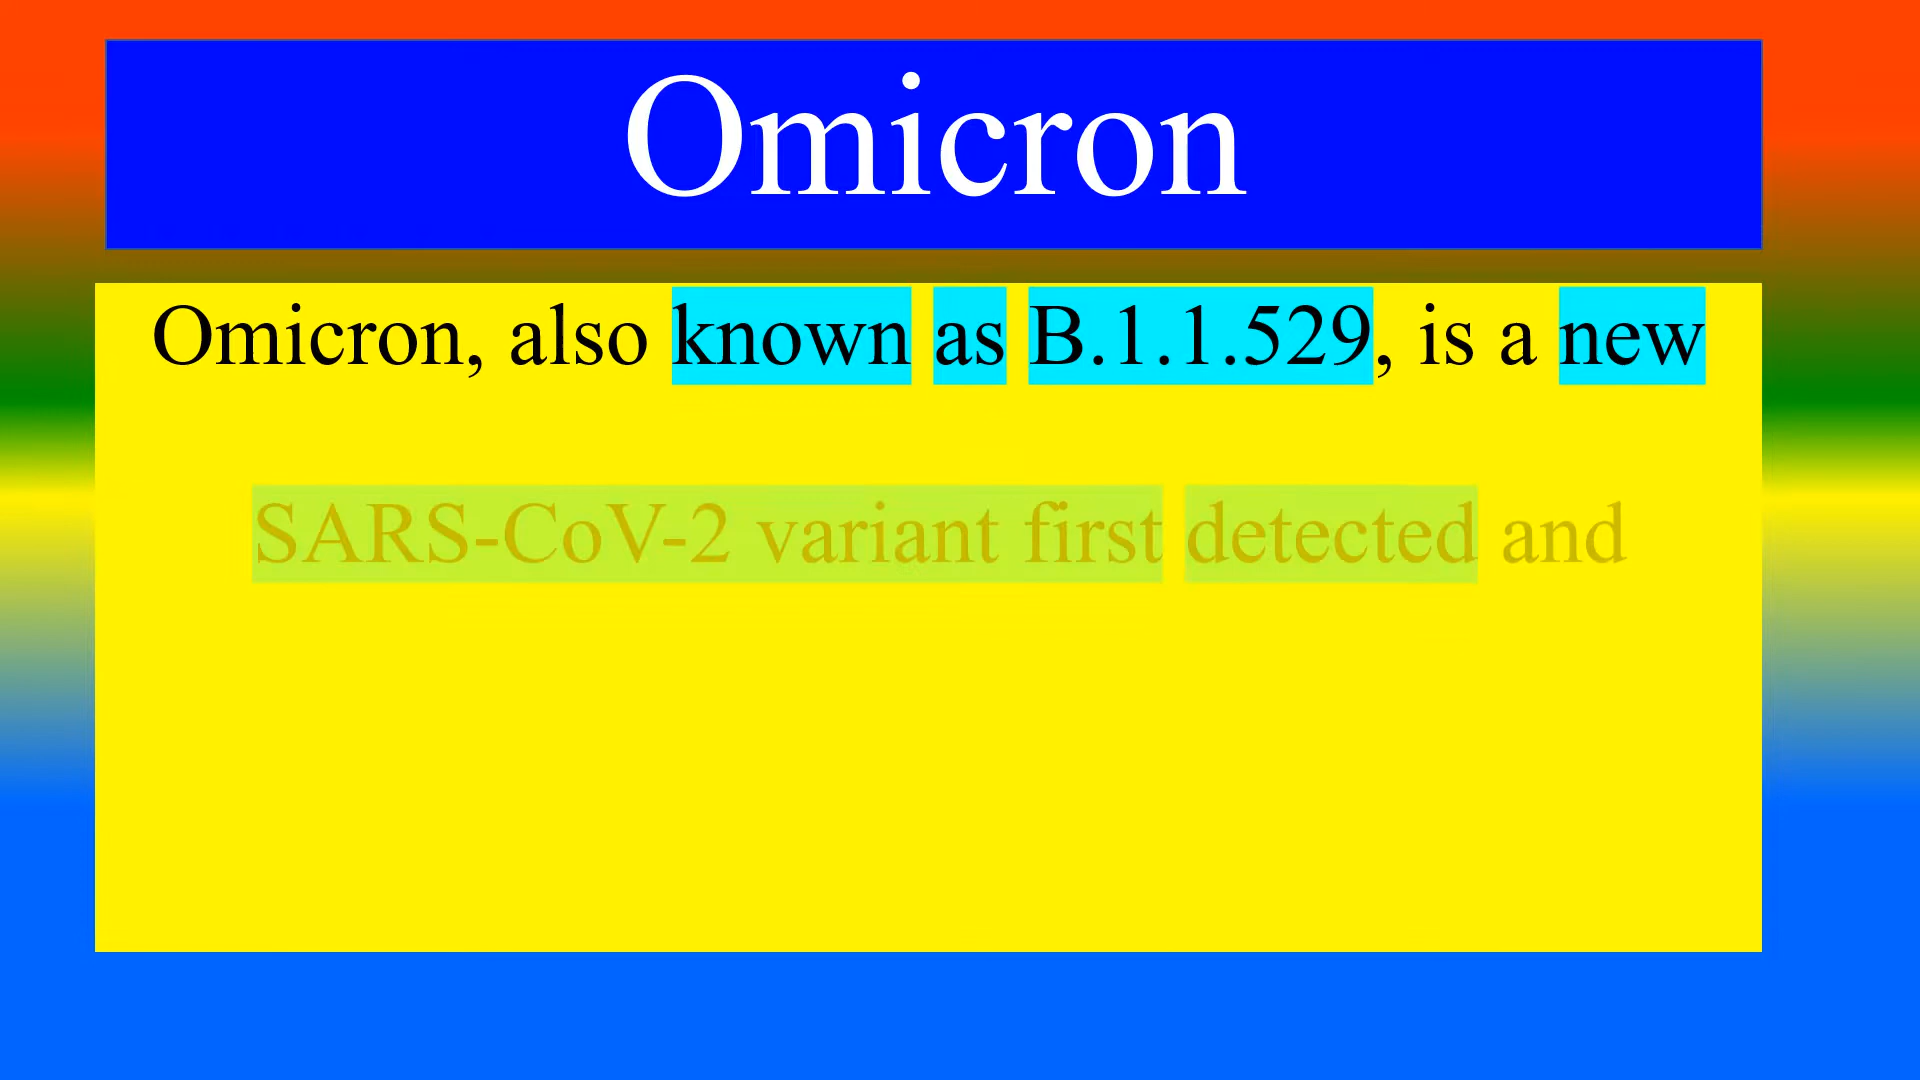 Omicron
Omicron, also known as B.1.1.529, is a new
SARS-CoV-2 variant first detected and